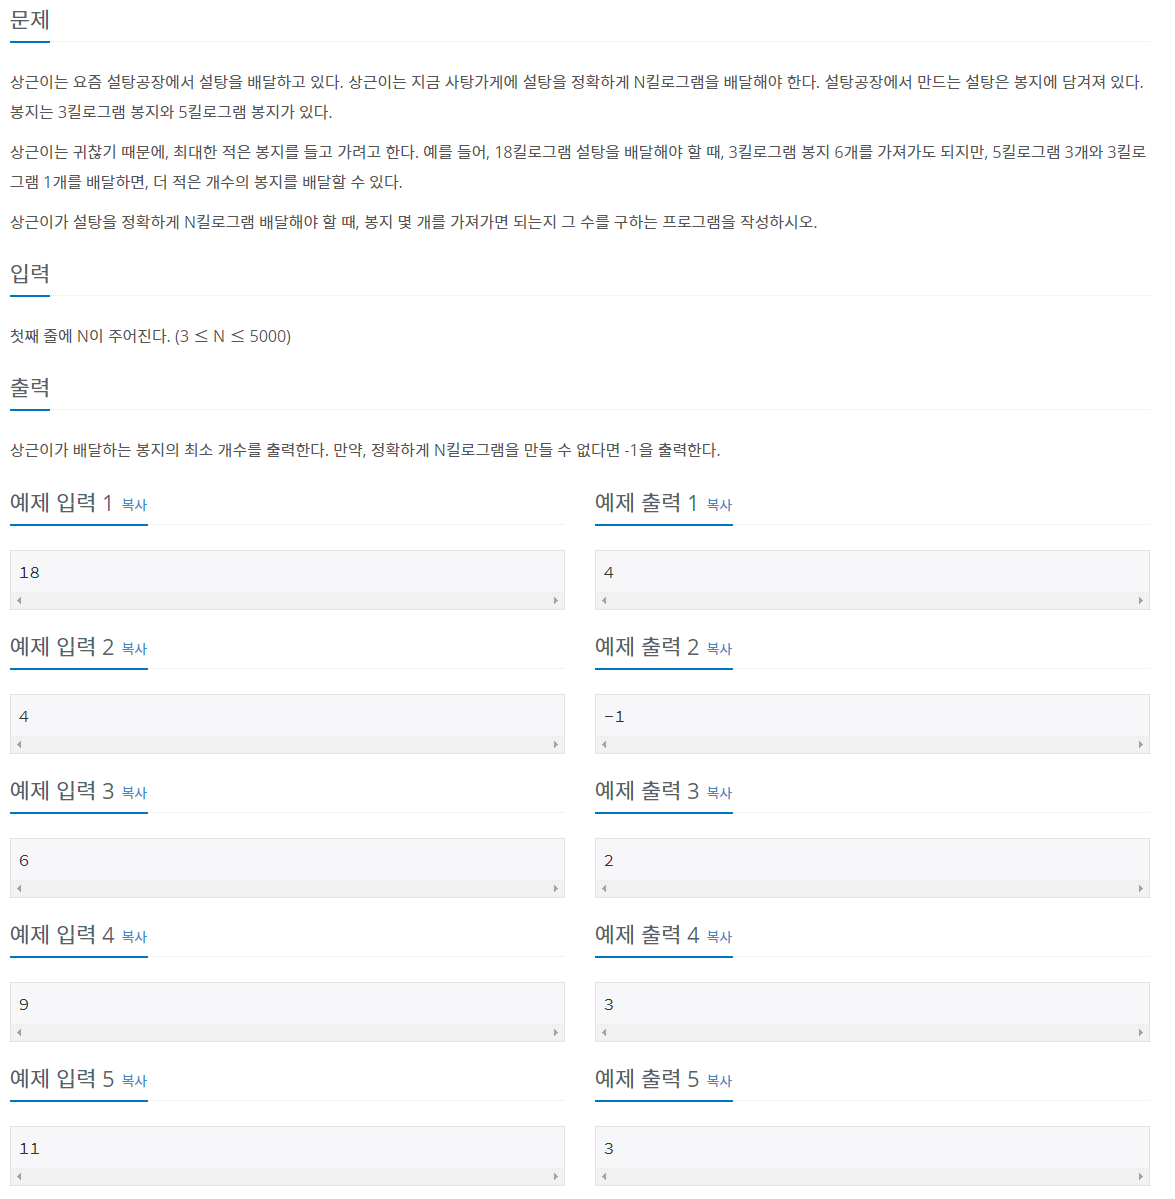 문제
상근이는 요즘 설탕공장에서 설탕을 배달하고 있다. 상근이는 지금 사탕가게에 설탕을 정확하게 N킬로그램을 배달해야 한다. 설탕공장에서 만드는 설탕은 봉지에 담겨져 있다.
봉지는 3킬로그램 봉지와 5킬로그램 봉지가 있다.
상근이는 귀찮기 때문에, 최대한 적은 봉지를 들고 가려고 한다. 예를 들어, 18킬로그램 설탕을 배달해야 할 때, 3킬로그램 봉지 6개를 가져가도 되지만, 5킬로그램 3개와 3킬로
그램 1개를 배달하면, 더 적은 개수의 봉지를 배달할 수 있다.
상근이가 설탕을 정확하게 N킬로그램 배달해야 할 때, 봉지 몇 개를 가져가면 되는지 그 수를 구하는 프로그램을 작성하시오.
입력
첫째 줄에 N이 주어진다. (3 ≤ N ≤ 5000)
출력
상근이가 배달하는 봉지의 최소 개수를 출력한다. 만약, 정확하게 N킬로그램을 만들 수 없다면 -1을 출력한다.
예제 입력 1 복사
18
예제 출력 1 복사
4
예제 입력 2 복사
4
예제 출력 2 복사
-1
예제 입력 3 복사
6
예제 출력 3 복사
2
예제 입력 4 복사
9
예제 출력 4 복사
3
예제 입력 5 복사
11
예제 출력 5 복사
3